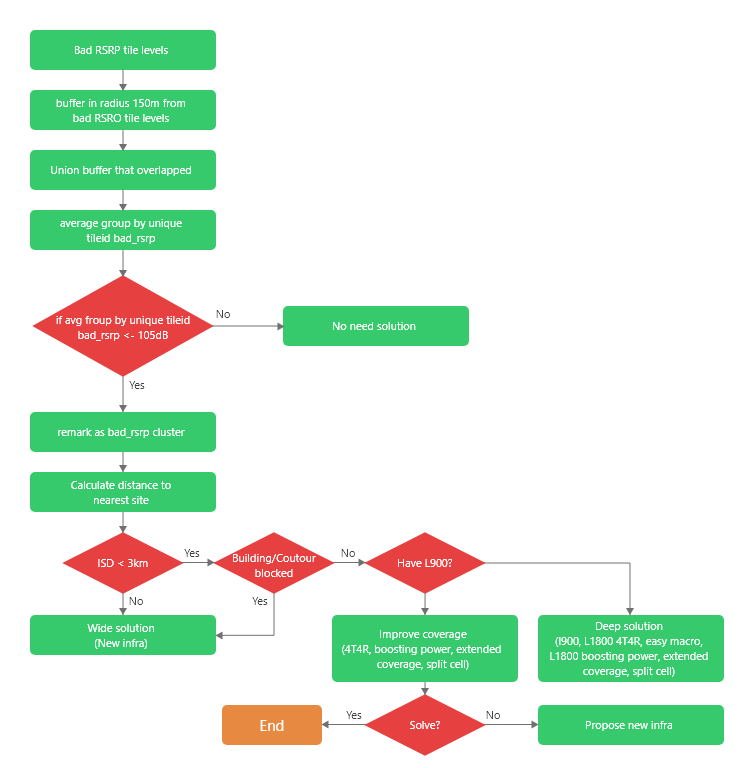 Bad RSRP tile levels
buffer in radius 150m from
bad RSRO tile levels
Union buffer that overlapped
average group by unique
tileid bad_rsrp
if avg froup by unique tileid
bad_rsrp <- 105dB
No
No need solution
Yes
remark as bad_rsrp cluster
Calculate distance to
nearest site
ISD < 3km
Yes
Building/Coutour
blocked
No
Have L900?
No
Yes
Wide solution
(New infra)
Improve coverage
(4T4R, boosting power, extended
coverage, split cell)
Deep solution
(l900, L1800 4T4R, easy macro,
L1800 boosting power, extended
coverage, split cell)
End
Yes
Solve?
No
Propose new infra